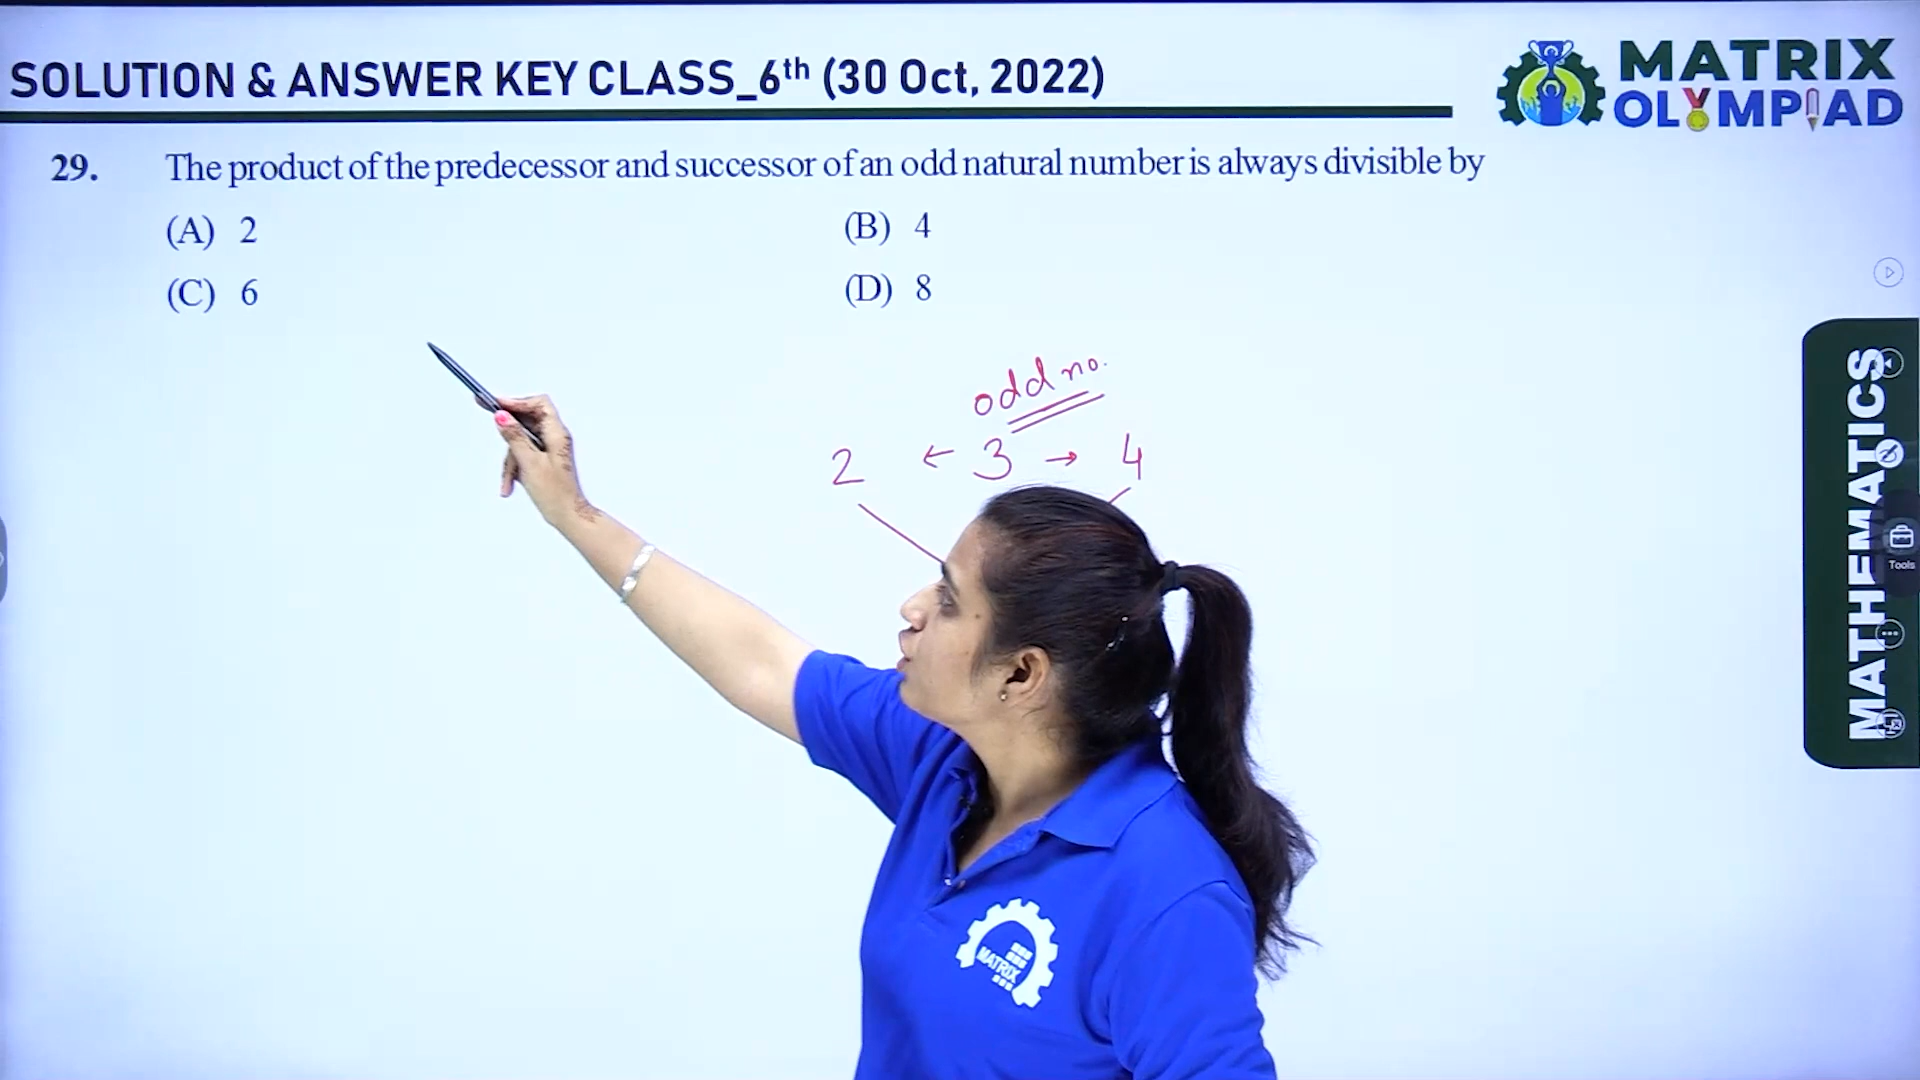 SOLUTION & ANSWER KEY CLASS_6th (30 Oct, 2022)
MATRIX
OLYMPIAD
29. The product of the predecessor and successor of an odd natural number is always divisible by
(A) 2 (B) 4
(C) 6 (D) 8
odd no.
2 ← 3 → 4
MATHEMATICS
Tools
MATRIX